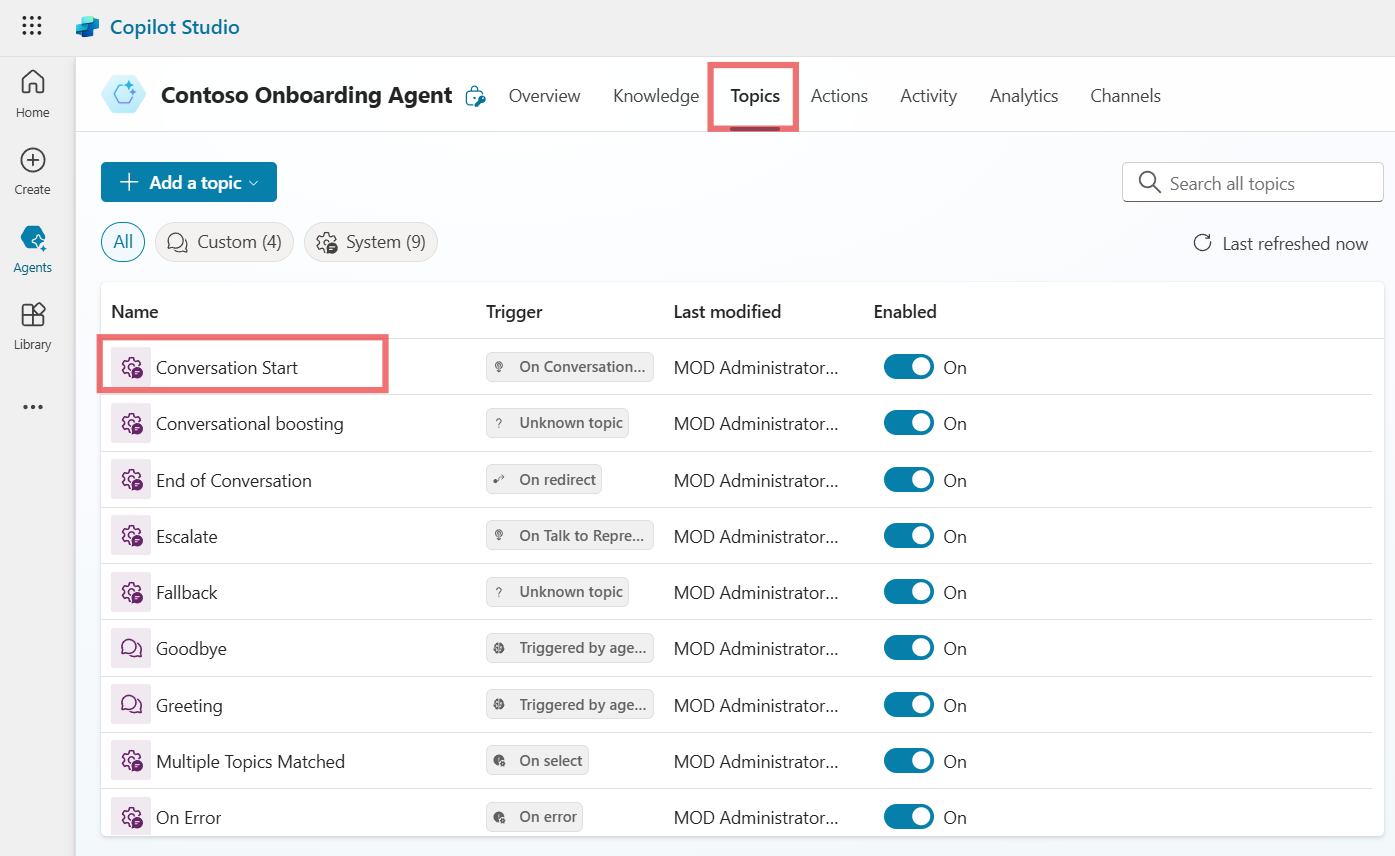 Copilot Studio
Home
Create
Agents
Library
Contoso Onboarding Agent Overview Knowledge Topics Actions Activity Analytics Channels
Add a topic
Search all topics
All Custom (4) System (9)
Last refreshed now
Name Trigger Last modified Enabled
Conversation Start On Conversation... MOD Administrator... On
Conversational boosting ? Unknown topic MOD Administrator... On
End of Conversation On redirect MOD Administrator... On
Escalate On Talk to Repre... MOD Administrator... On
Fallback ? Unknown topic MOD Administrator... On
Goodbye Triggered by age... MOD Administrator... On
Greeting Triggered by age... MOD Administrator... On
Multiple Topics Matched On select MOD Administrator... On
On Error On error MOD Administrator... On